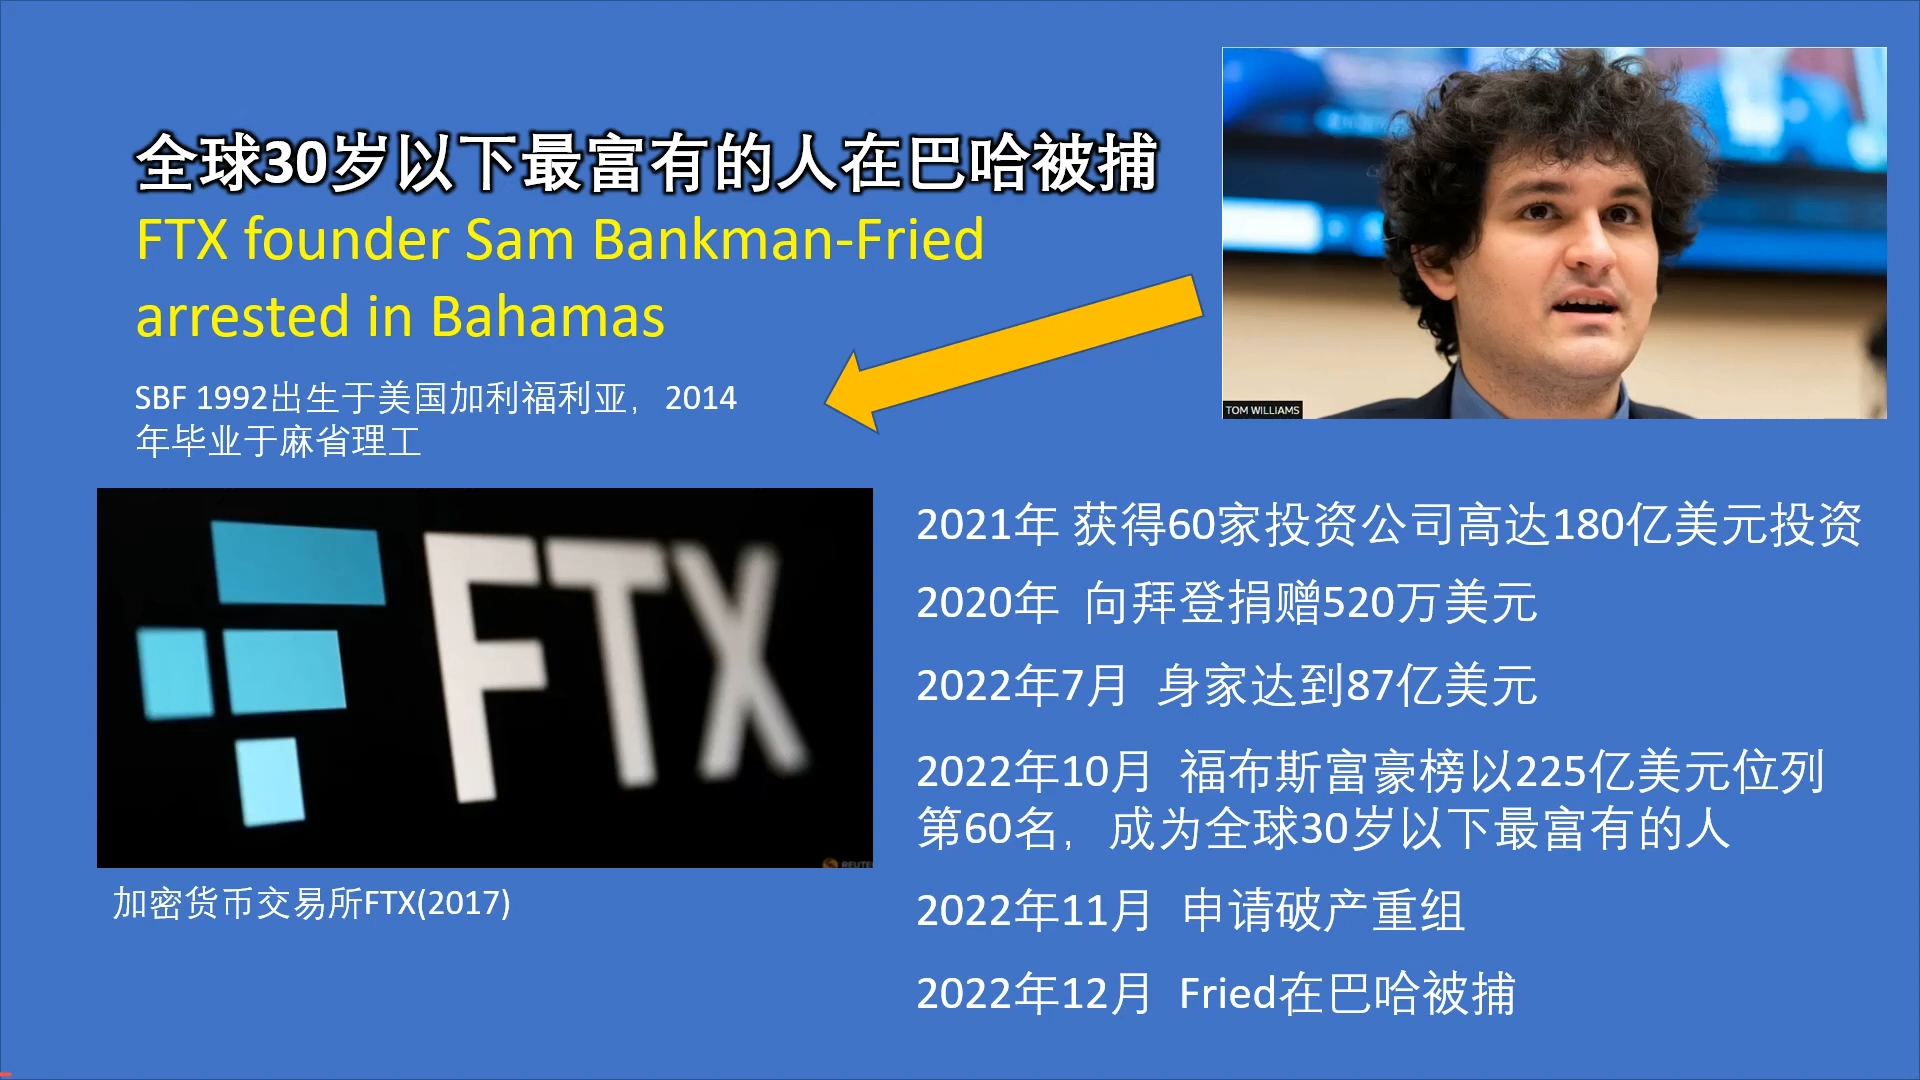 全球30岁以下最富有的人在巴哈被捕
FTX founder Sam Bankman-Fried
arrested in Bahamas
SBF 1992出生于美国加利福利亚，2014
年毕业于麻省理工
TOM WILLIAMS
FTX
加密货币交易所FTX(2017)
2021年 获得60家投资公司高达180亿美元投资
2020年 向拜登捐赠520万美元
2022年7月 身家达到87亿美元
2022年10月 福布斯富豪榜以225亿美元位列
第60名，成为全球30岁以下最富有的人
2022年11月 申请破产重组
2022年12月 Fried在巴哈被捕